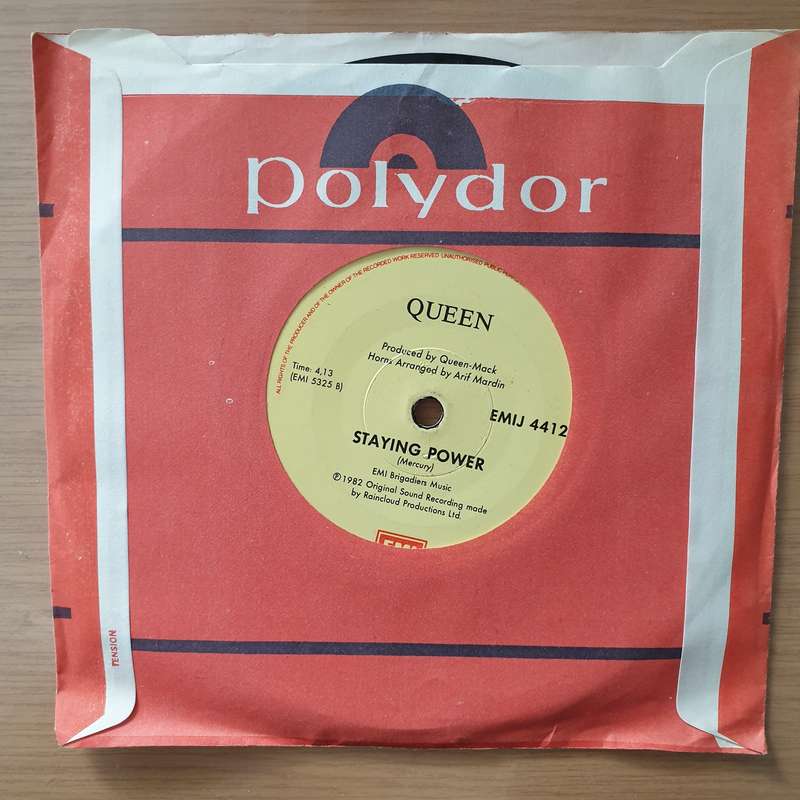 polydor
ALL RIGHTS OF THE PRODUCER AND OF THE OWNER OF THE RECORDED WORK RESERVED UNAUTHORISED PUBLIC
QUEEN
Produced by Queen-Mack
Horns Arranged by Arif Mardin
Time: 4,13
(EMI 5325 B)
EMIJ 4412
STAYING POWER
(Mercury)
EMI Brigadiers Music
℗ 1982 Original Sound Recording made
by Raincloud Productions Ltd.
EMI
TENSION